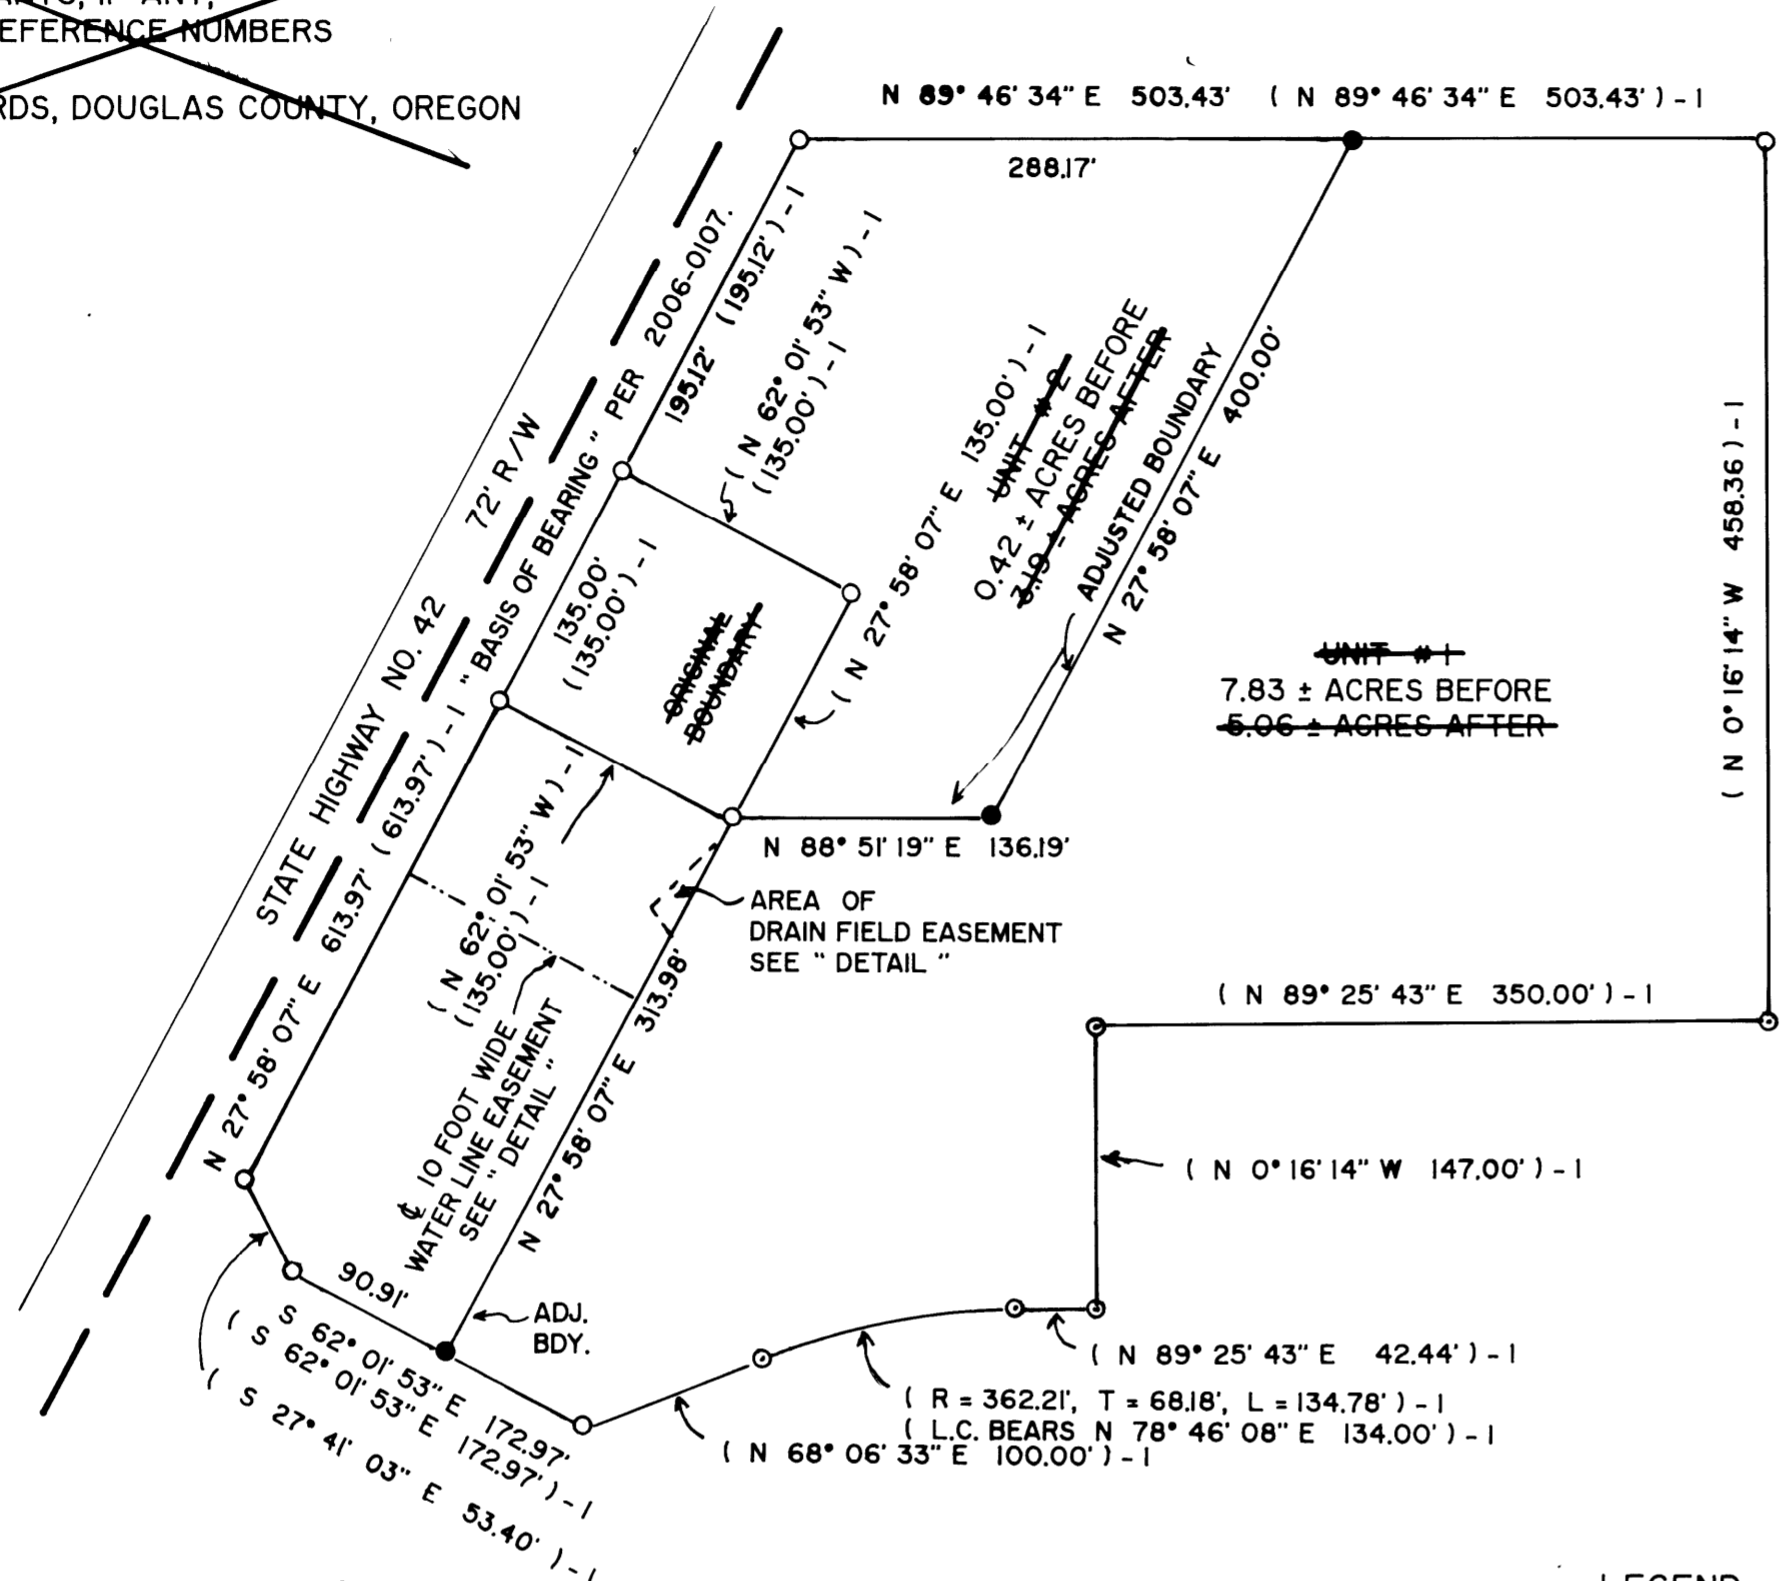 EFERENCE NUMBERS
RDS, DOUGLAS COUNTY, OREGON
N 89° 46' 34" E 503.43' ( N 89° 46' 34" E 503.43' ) - 1
288.17'
195.12' (195.12') - 1
( N 62° 01' 53" W ) - 1
(135.00') - 1
72' R/W
STATE HIGHWAY NO. 42
"BASIS OF BEARING" PER 2006-0107.
N 27° 58' 07" E 613.97' (613.97') - 1
135.00'
(135.00') - 1
ORIGINAL
BOUNDARY
( N 27° 58' 07" E 135.00' ) - 1
UNIT # 2
0.42 ± ACRES BEFORE
3.19 ± ACRES AFTER
ADJUSTED BOUNDARY
N 27° 58' 07" E 400.00'
UNIT # 1
7.83 ± ACRES BEFORE
5.06 ± ACRES AFTER
( N 0° 16' 14" W 458.36 ) - 1
N 88° 51' 19" E 136.19'
AREA OF
DRAIN FIELD EASEMENT
SEE " DETAIL "
( N 62° 01' 53" W ) - 1
(135.00') - 1
℄ 10 FOOT WIDE
WATER LINE EASEMENT
SEE " DETAIL "
N 27° 58' 07" E 313.98'
( N 89° 25' 43" E 350.00' ) - 1
( N 0° 16' 14" W 147.00' ) - 1
90.91'
ADJ.
BDY.
S 62° 01' 53" E 172.97'
( S 62° 01' 53" E 172.97' ) - 1
( S 27° 41' 03" E 53.40' ) - 1
( N 89° 25' 43" E 42.44' ) - 1
( R = 362.21', T = 68.18', L = 134.78' ) - 1
( L.C. BEARS N 78° 46' 08" E 134.00' ) - 1
( N 68° 06' 33" E 100.00' ) - 1